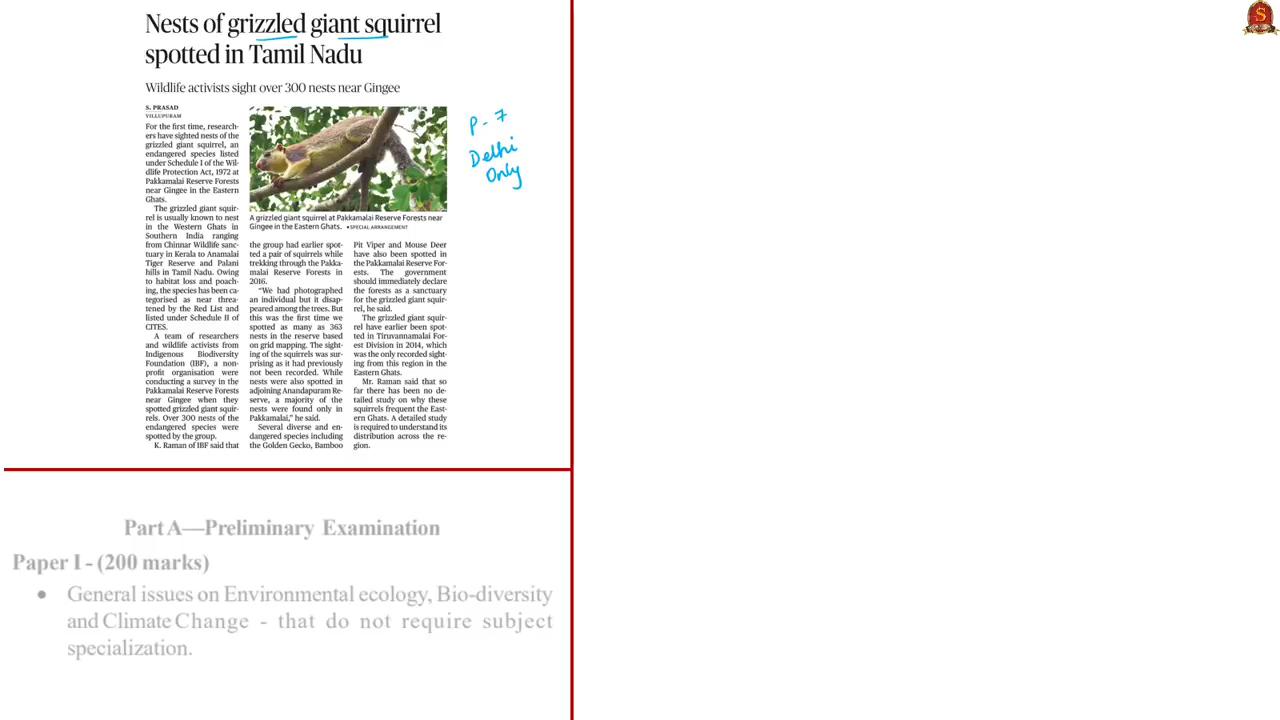 Nests of grizzled giant squirrel
spotted in Tamil Nadu
Wildlife activists sight over 300 nests near Gingee
S. PRASAD
VILLUPURAM
For the first time, research-
ers have sighted nests of the
grizzled giant squirrel, an
endangered species listed
under Schedule I of the Wil-
dlife Protection Act, 1972 at
Pakkamalai Reserve Forests
near Gingee in the Eastern
Ghats.
The grizzled giant squir-
rel is usually known to nest
in the Western Ghats in
Southern India ranging
from Chinnar Wildlife sanc-
tuary in Kerala to Anamalai
Tiger Reserve and Palani
hills in Tamil Nadu. Owing
to habitat loss and poach-
ing, the species has been ca-
tegorised as near threa-
tened by the Red List and
listed under Schedule II of
CITES.
A team of researchers
and wildlife activists from
Indigenous Biodiversity
Foundation (IBF), a non-
profit organisation were
conducting a survey in the
Pakkamalai Reserve Forests
near Gingee when they
spotted grizzled giant squir-
rels. Over 300 nests of the
endangered species were
spotted by the group.
K. Raman of IBF said that
A grizzled giant squirrel at Pakkamalai Reserve Forests near
Gingee in the Eastern Ghats. • SPECIAL ARRANGEMENT
the group had earlier spot-
ted a pair of squirrels while
trekking through the Pakka-
malai Reserve Forests in
2016.
“We had photographed
an individual but it disap-
peared among the trees. But
this was the first time we
spotted as many as 363
nests in the reserve based
on grid mapping. The sight-
ing of the squirrels was sur-
prising as it had previously
not been recorded. While
nests were also spotted in
adjoining Anandapuram Re-
serve, a majority of the
nests were found only in
Pakkamalai,” he said.
Several diverse and en-
dangered species including
the Golden Gecko, Bamboo
Pit Viper and Mouse Deer
have also been spotted in
the Pakkamalai Reserve For-
ests. The government
should immediately declare
the forests as a sanctuary
for the grizzled giant squir-
rel, he said.
The grizzled giant squir-
rel have earlier been spot-
ted in Tiruvannamalai For-
est Division in 2014, which
was the only recorded sight-
ing from this region in the
Eastern Ghats.
Mr. Raman said that so
far there has been no de-
tailed study on why these
squirrels frequent the East-
ern Ghats. A detailed study
is required to understand its
distribution across the re-
gion.
P - 7
Delhi
Only
Part A—Preliminary Examination
Paper I - (200 marks)
• General issues on Environmental ecology, Bio-diversity
and Climate Change - that do not require subject
specialization.
S